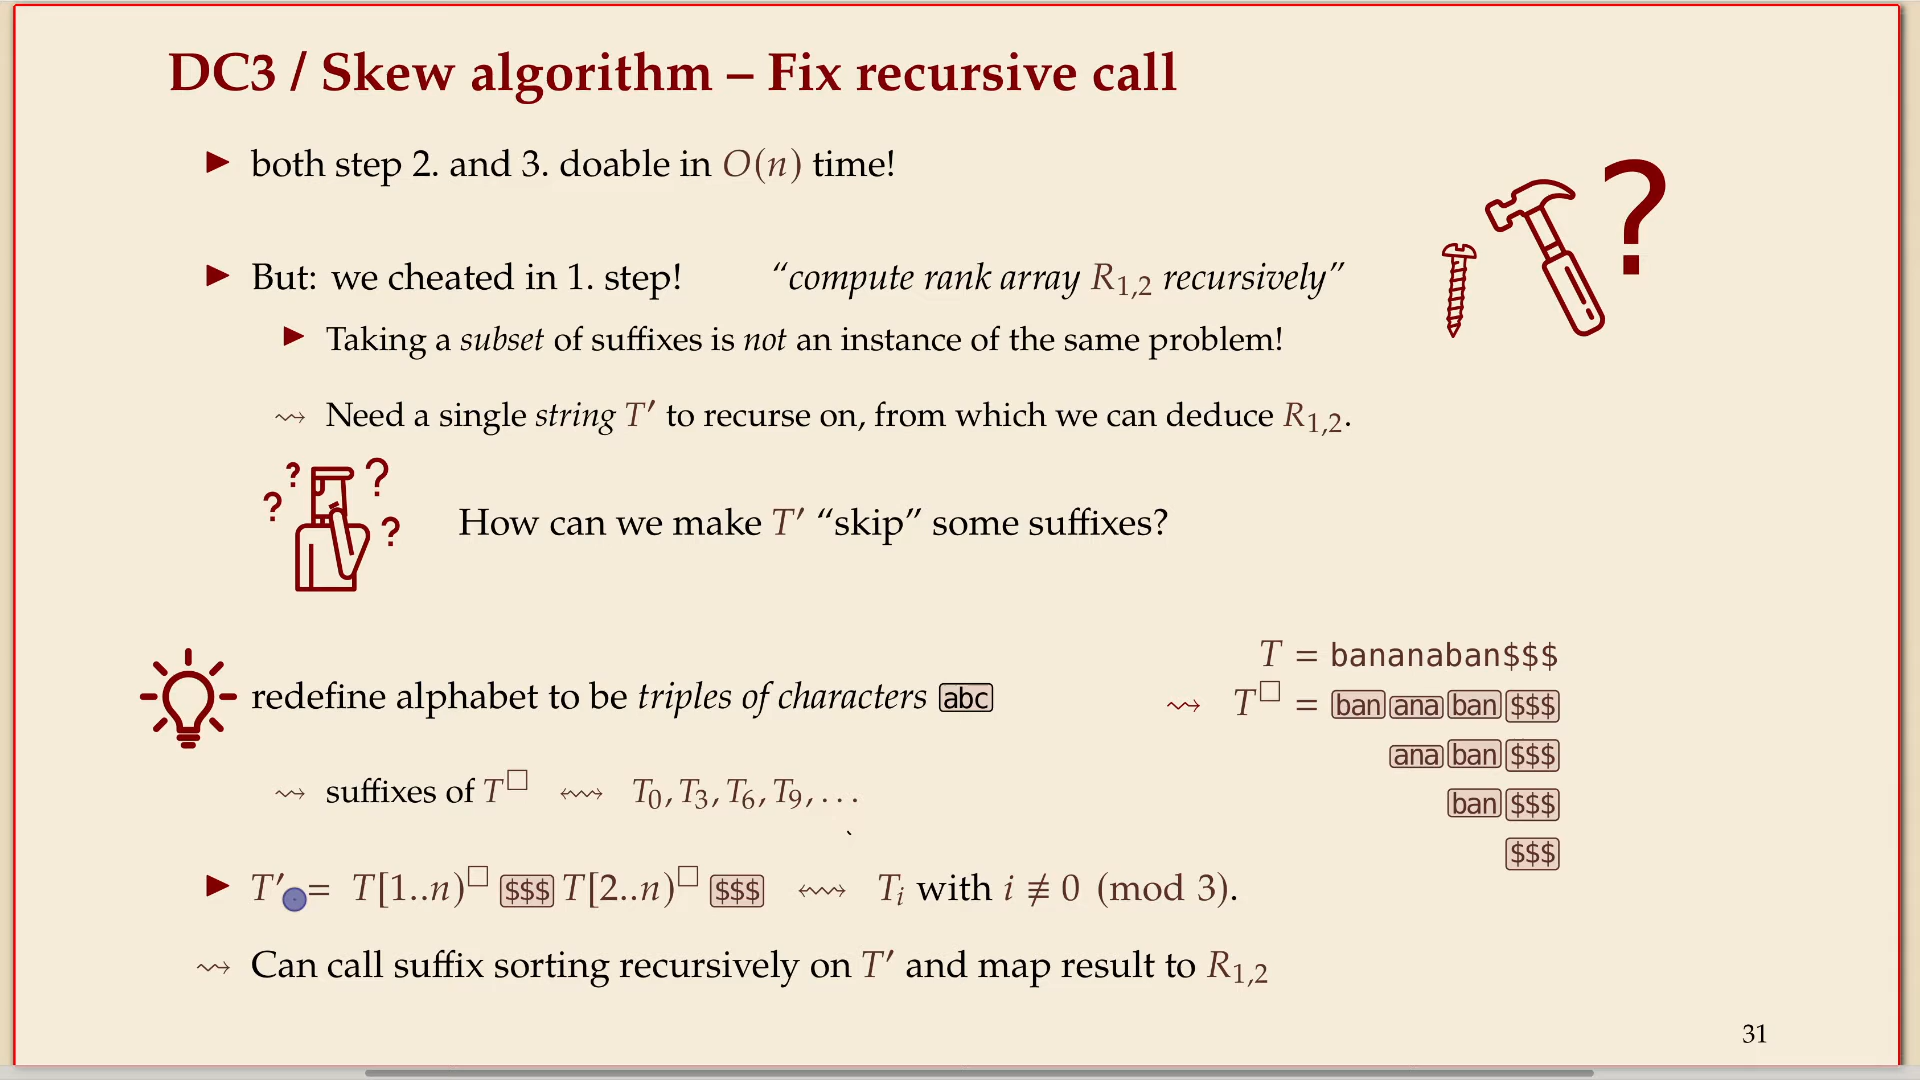 DC3 / Skew algorithm – Fix recursive call
▶ both step 2. and 3. doable in O(n) time!
▶ But: we cheated in 1. step! “compute rank array R₁,₂ recursively”
▶ Taking a subset of suffixes is not an instance of the same problem!
⇝ Need a single string T′ to recurse on, from which we can deduce R₁,₂.
?
? ? ? ?
How can we make T′ “skip” some suffixes?
redefine alphabet to be triples of characters abc
T = bananaban$$$
⇝ T□ = ban ana ban $$$
ana ban $$$
ban $$$
$$$
⇝ suffixes of T□ ⇜⇝ T₀, T₃, T₆, T₉, . . .
▶ T′ = T[1..n)□ $$$ T[2..n)□ $$$ ⇜⇝ Tᵢ with i ≢ 0 (mod 3).
⇝ Can call suffix sorting recursively on T′ and map result to R₁,₂
31